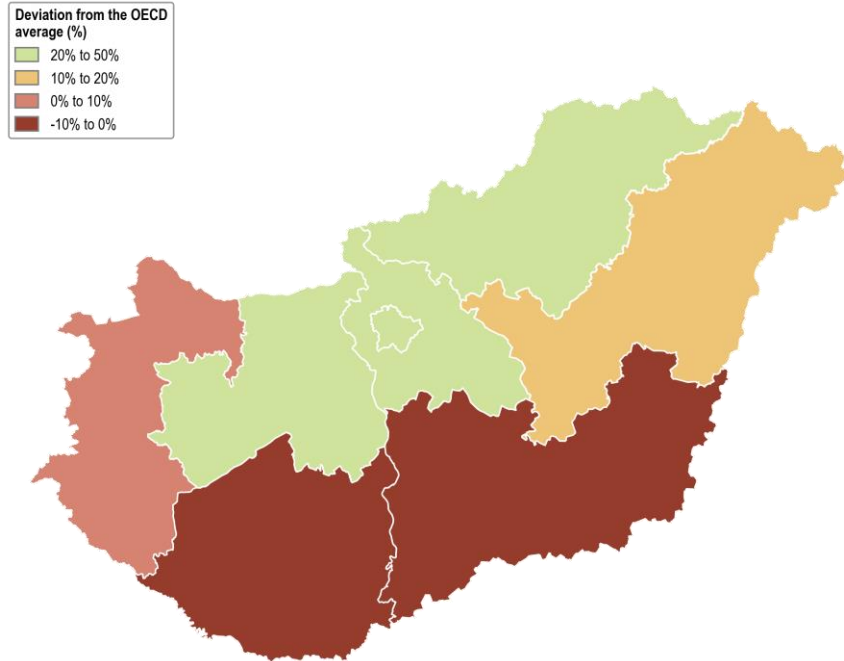 Deviation from the OECD
average (%)
20% to 50%
10% to 20%
0% to 10%
-10% to 0%